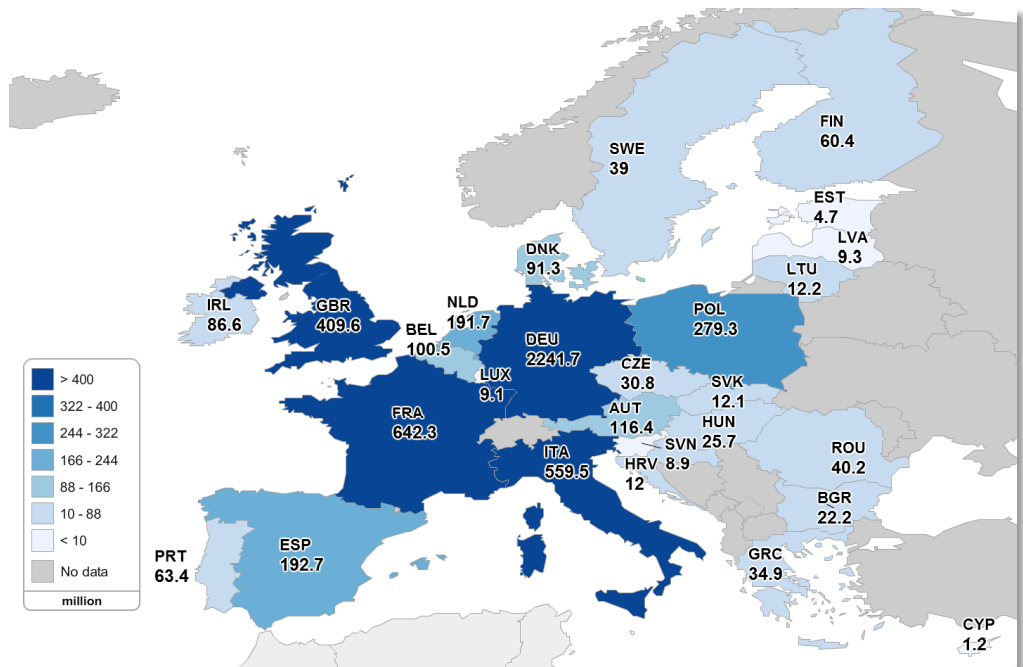 FIN
60.4
SWE
39
EST
4.7
LVA
9.3
DNK
91.3
LTU
12.2
IRL
86.6
GBR
409.6
NLD
191.7
POL
279.3
BEL
100.5
DEU
2241.7
CZE
30.8
LUX
9.1
SVK
12.1
FRA
642.3
AUT
116.4
HUN
25.7
ITA
559.5
SVN
8.9
HRV
12
ROU
40.2
BGR
22.2
ESP
192.7
PRT
63.4
GRC
34.9
CYP
1.2
> 400
322 - 400
244 - 322
166 - 244
88 - 166
10 - 88
< 10
No data
million